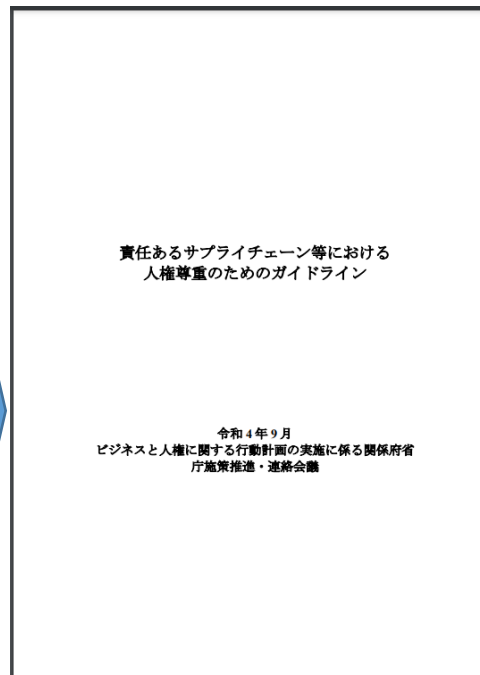 責任あるサプライチェーン等における
人権尊重のためのガイドライン
令和4年9月
ビジネスと人権に関する行動計画の実施に係る関係府省
庁施策推進・連絡会議